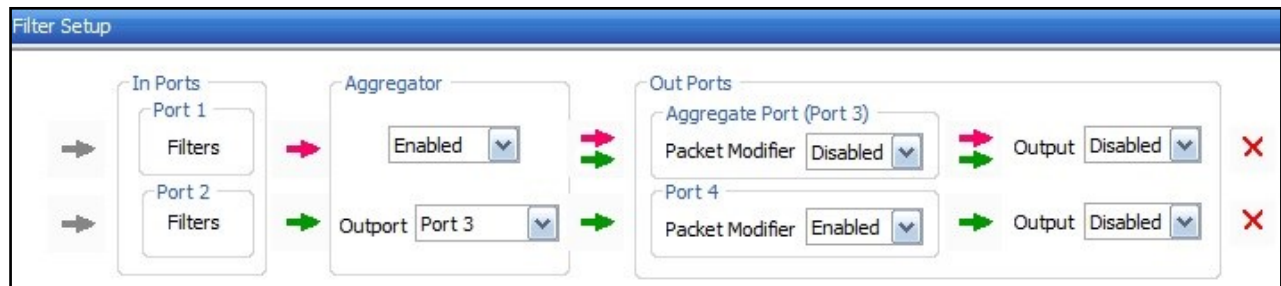 Filter Setup
In Ports
Aggregator
Out Ports
Port 1
Filters
Enabled
Aggregate Port (Port 3)
Packet Modifier Disabled
Output Disabled
Port 2
Filters
Outport Port 3
Port 4
Packet Modifier Enabled
Output Disabled